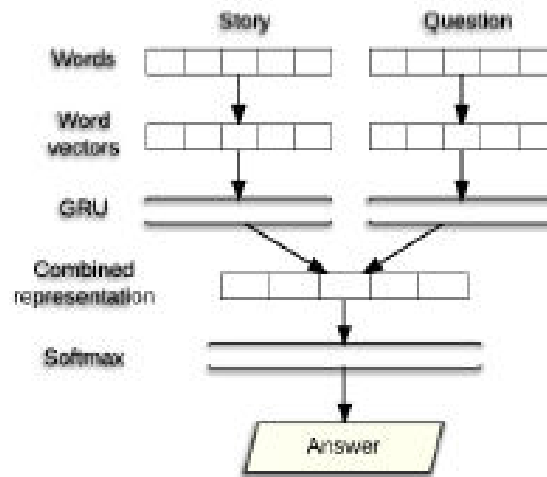 Story Question
Words
Word
vectors
GRU
Combined
representation
Softmax
Answer